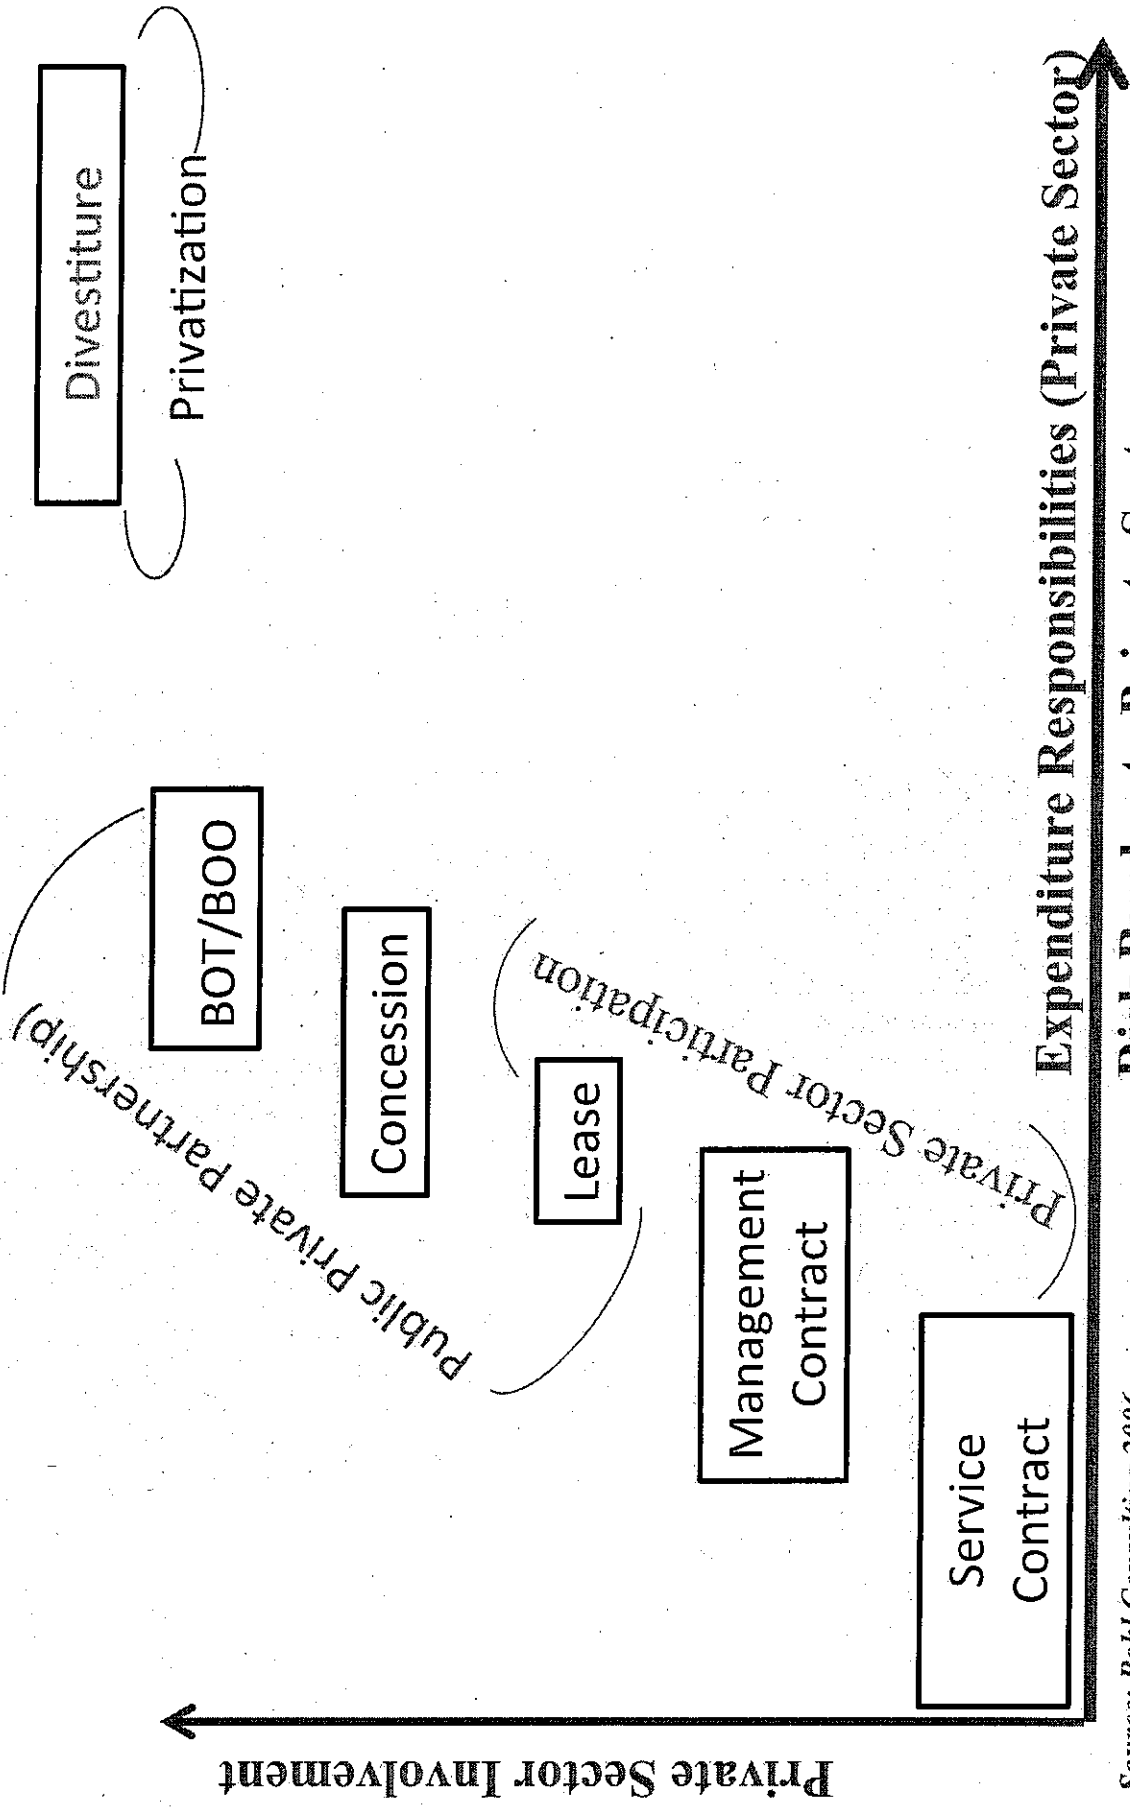 Divestiture
Privatization
BOT/BOO
Public Private Partnership)
Concession
Lease
Private Sector Participation
Management
Contract
Service
Contract
Private Sector Involvement
Expenditure Responsibilities (Private Sector)
2006